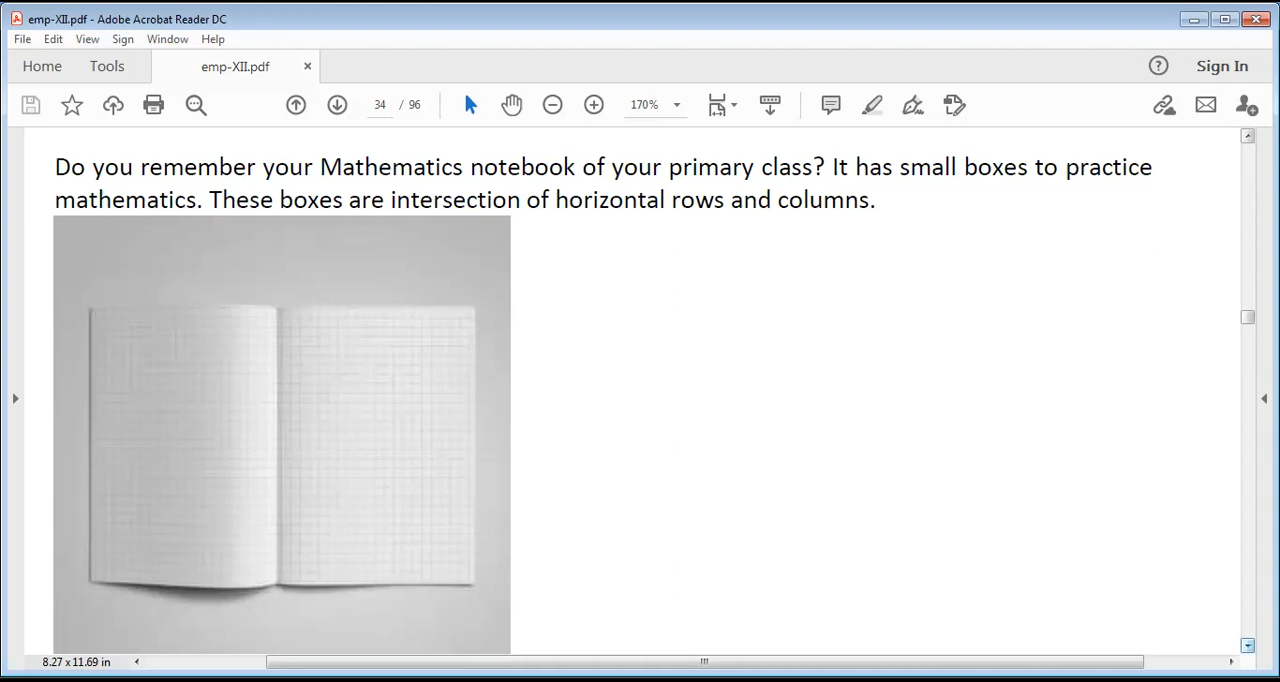 emp-XII.pdf - Adobe Acrobat Reader DC
File Edit View Sign Window Help
Home Tools emp-XII.pdf × ? Sign In
34 / 96 170%
Do you remember your Mathematics notebook of your primary class? It has small boxes to practice
mathematics. These boxes are intersection of horizontal rows and columns.
8.27 x 11.69 in